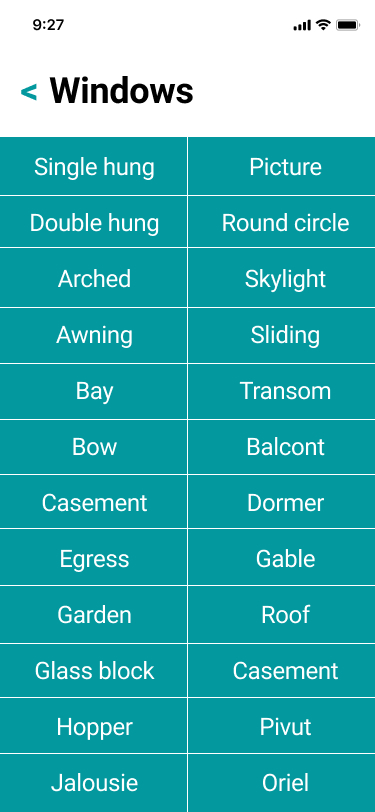 9:27
< Windows
Single hung
Picture
Double hung
Round circle
Arched
Skylight
Awning
Sliding
Bay
Transom
Bow
Balcont
Casement
Dormer
Egress
Gable
Garden
Roof
Glass block
Casement
Hopper
Pivut
Jalousie
Oriel